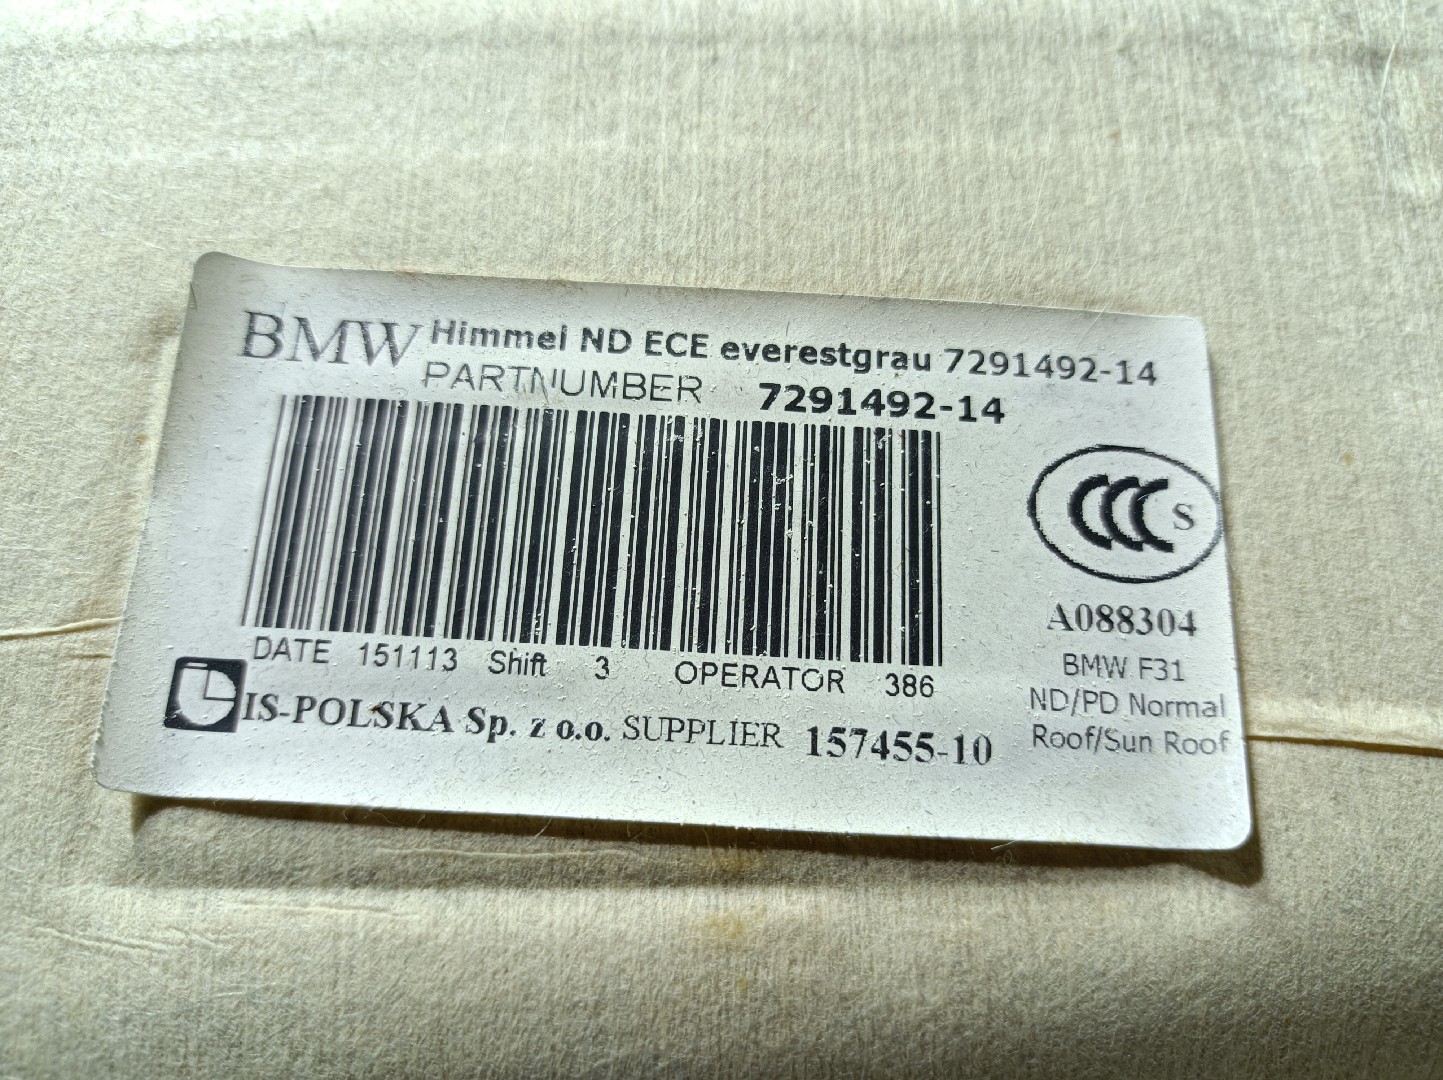 BMW Himmel ND ECE everestgrau 7291492-14
PARTNUMBER 7291492-14
CCC S
A088304
BMW F31
ND/PD Normal
Roof/Sun Roof
DATE 151113 Shift 3 OPERATOR 386
IS-POLSKA Sp. z o.o. SUPPLIER 157455-10